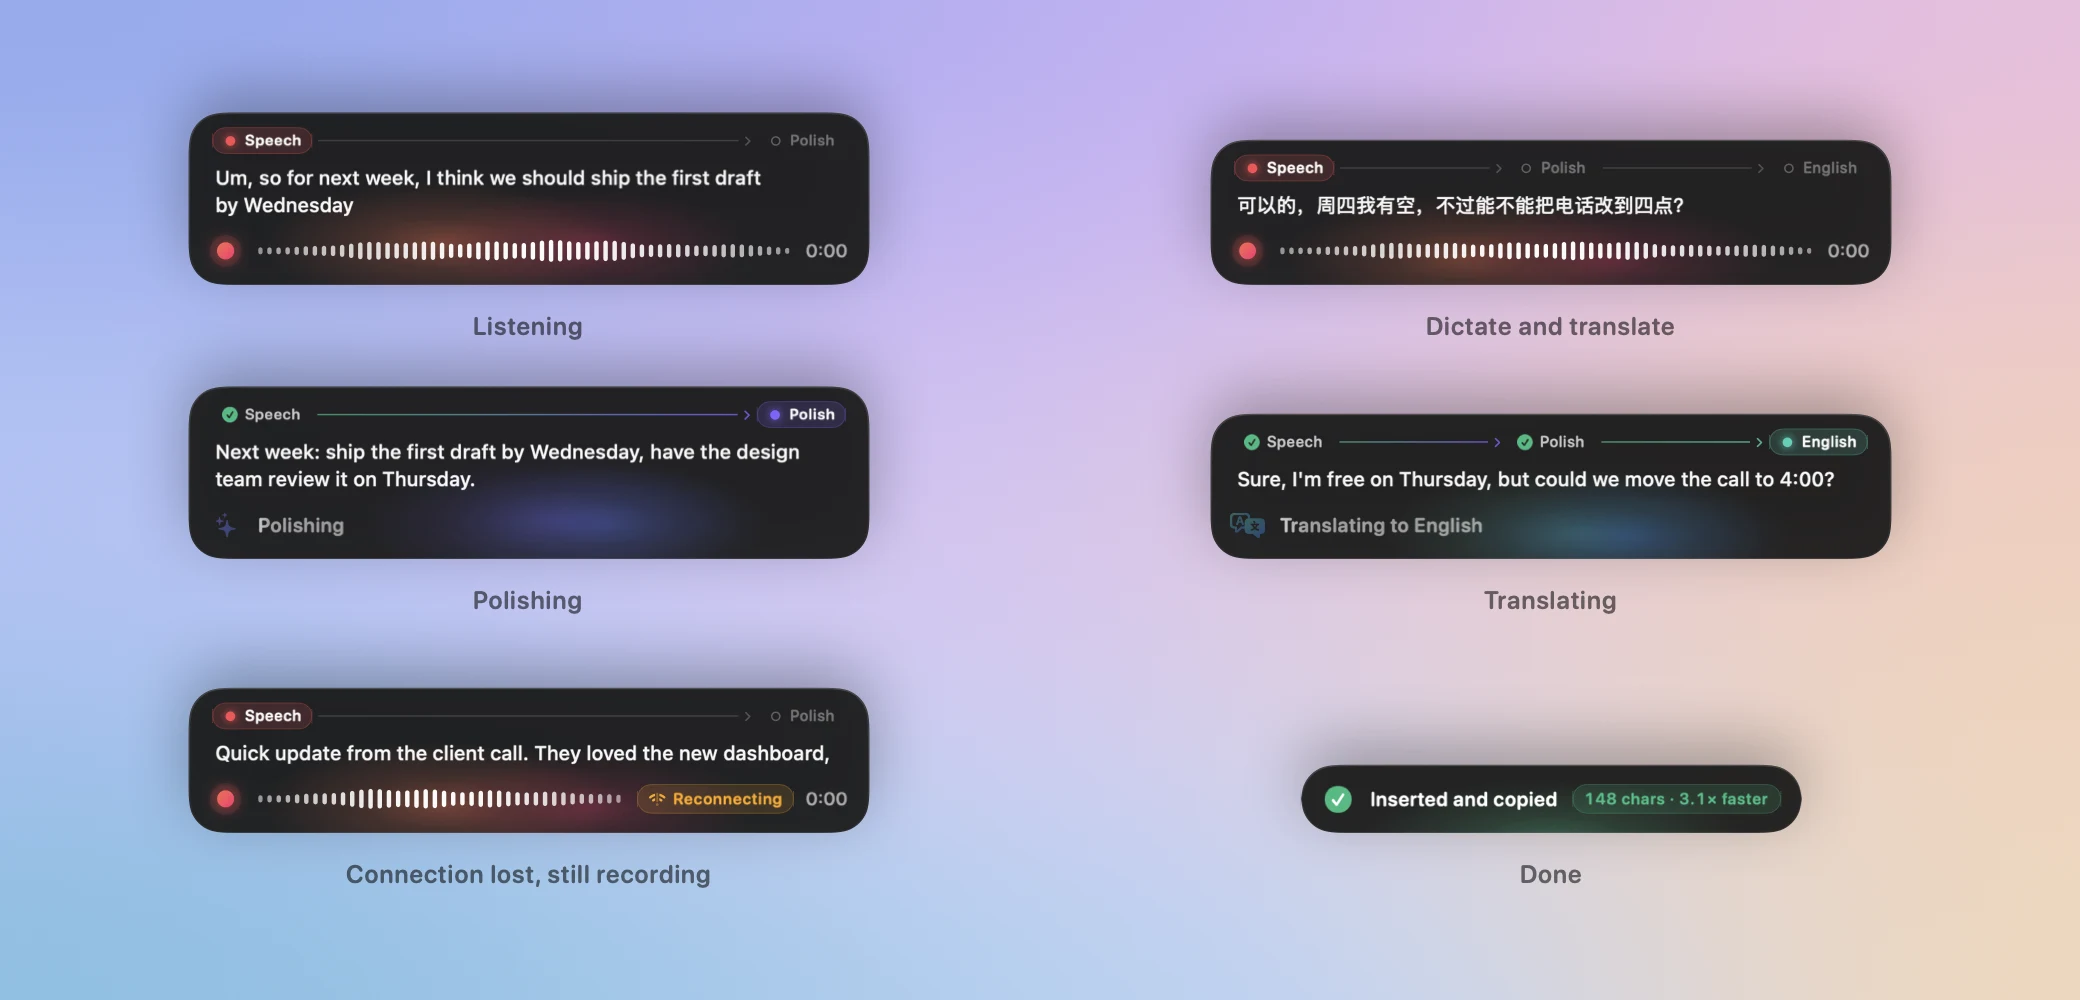 Speech
Polish
Um, so for next week, I think we should ship the first draft
by Wednesday
0:00
Listening
Speech
Polish
English
可以的，周四我有空，不过能不能把电话改到四点？
0:00
Dictate and translate
Speech
Polish
Next week: ship the first draft by Wednesday, have the design
team review it on Thursday.
Polishing
Polishing
Speech
Polish
English
Sure, I'm free on Thursday, but could we move the call to 4:00?
Translating to English
Translating
Speech
Polish
Quick update from the client call. They loved the new dashboard,
Reconnecting
0:00
Connection lost, still recording
Inserted and copied
148 chars · 3.1× faster
Done